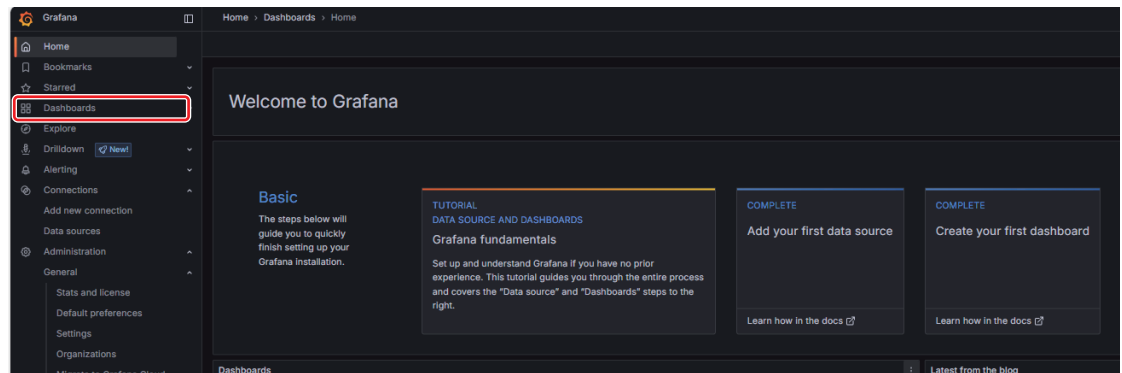 Grafana
Home › Dashboards › Home
Home
Bookmarks
Starred
Dashboards
Explore
Drilldown New!
Alerting
Connections
Add new connection
Data sources
Administration
General
Stats and license
Default preferences
Settings
Organizations
Migrate to Grafana Cloud
Welcome to Grafana
Basic
The steps below will
guide you to quickly
finish setting up your
Grafana installation.
TUTORIAL
DATA SOURCE AND DASHBOARDS
Grafana fundamentals
Set up and understand Grafana if you have no prior
experience. This tutorial guides you through the entire process
and covers the "Data source" and "Dashboards" steps to the
right.
COMPLETE
Add your first data source
Learn how in the docs
COMPLETE
Create your first dashboard
Learn how in the docs
Dashboards
Latest from the blog